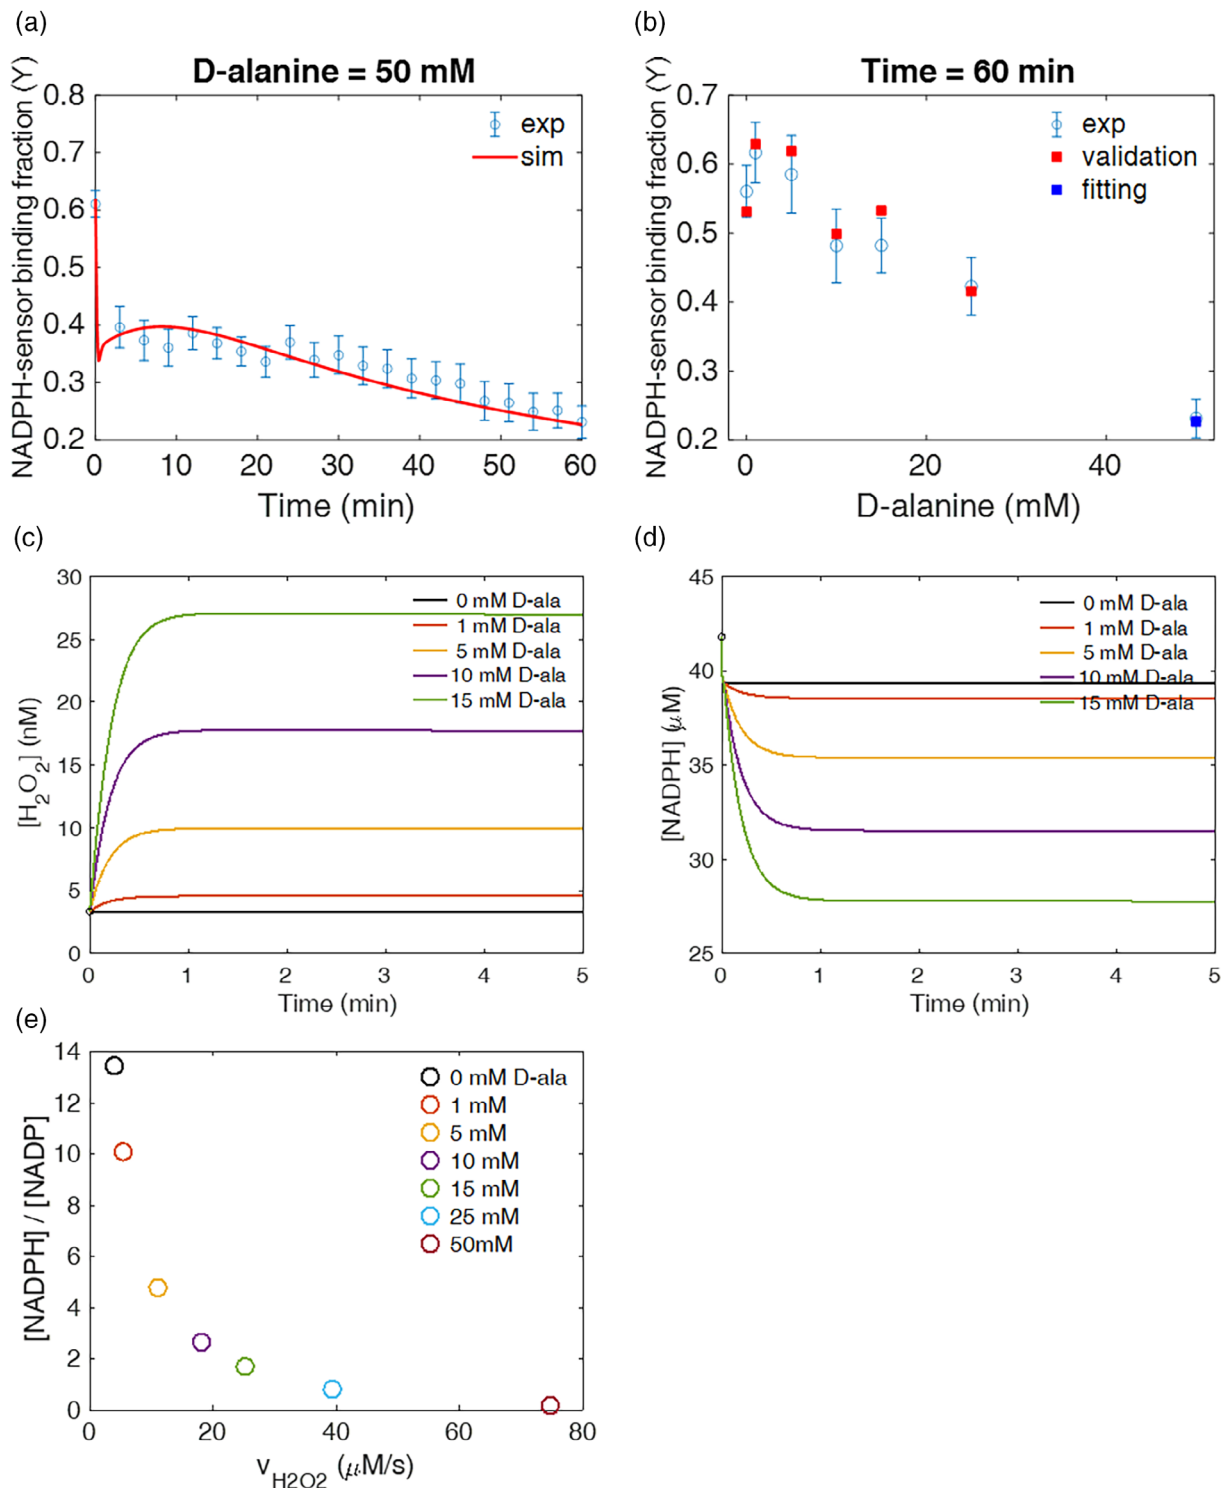 (a)
D-alanine = 50 mM
NADPH-sensor binding fraction (Y)
0.8
0.7
0.6
0.5
0.4
0.3
0.2
exp
sim
0 10 20 30 40 50 60
Time (min)
(b)
Time = 60 min
NADPH-sensor binding fraction (Y)
0.7
0.6
0.5
0.4
0.3
0.2
exp
validation
fitting
0 20 40
D-alanine (mM)
(c)
[H2O2] (nM)
30
25
20
15
10
5
0
0 mM D-ala
1 mM D-ala
5 mM D-ala
10 mM D-ala
15 mM D-ala
0 1 2 3 4 5
Time (min)
(d)
[NADPH] (μM)
45
40
35
30
25
0 mM D-ala
1 mM D-ala
5 mM D-ala
10 mM D-ala
15 mM D-ala
0 1 2 3 4 5
Time (min)
(e)
[NADPH] / [NADP]
14
12
10
8
6
4
2
0
0 mM D-ala
1 mM
5 mM
10 mM
15 mM
25 mM
50mM
0 20 40 60 80
vH2O2 (μM/s)